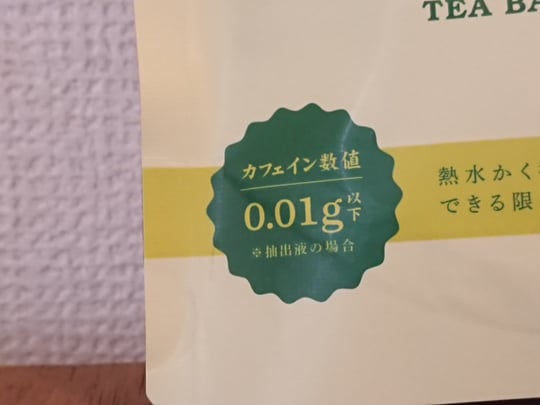 TEA BA
カフェイン数値
0.01g以下
※抽出液の場合
熱水かく
できる限